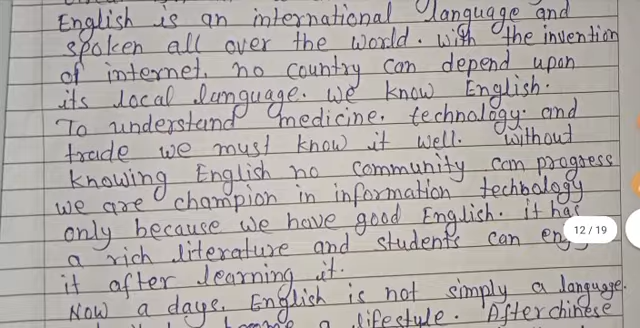 English is an international language and
spoken all over the world. with the invention
of internet. no country can depend upon
its local language. we know English.
To understand medicine. technology. and
trade we must know it well. without
knowing English no community can progress
we are champion in information technology
only because we have good English. it has
12 / 19
a rich literature and students can
it after learning it.
Now a days. English is not simply a language.
a lifestyle. After chinese